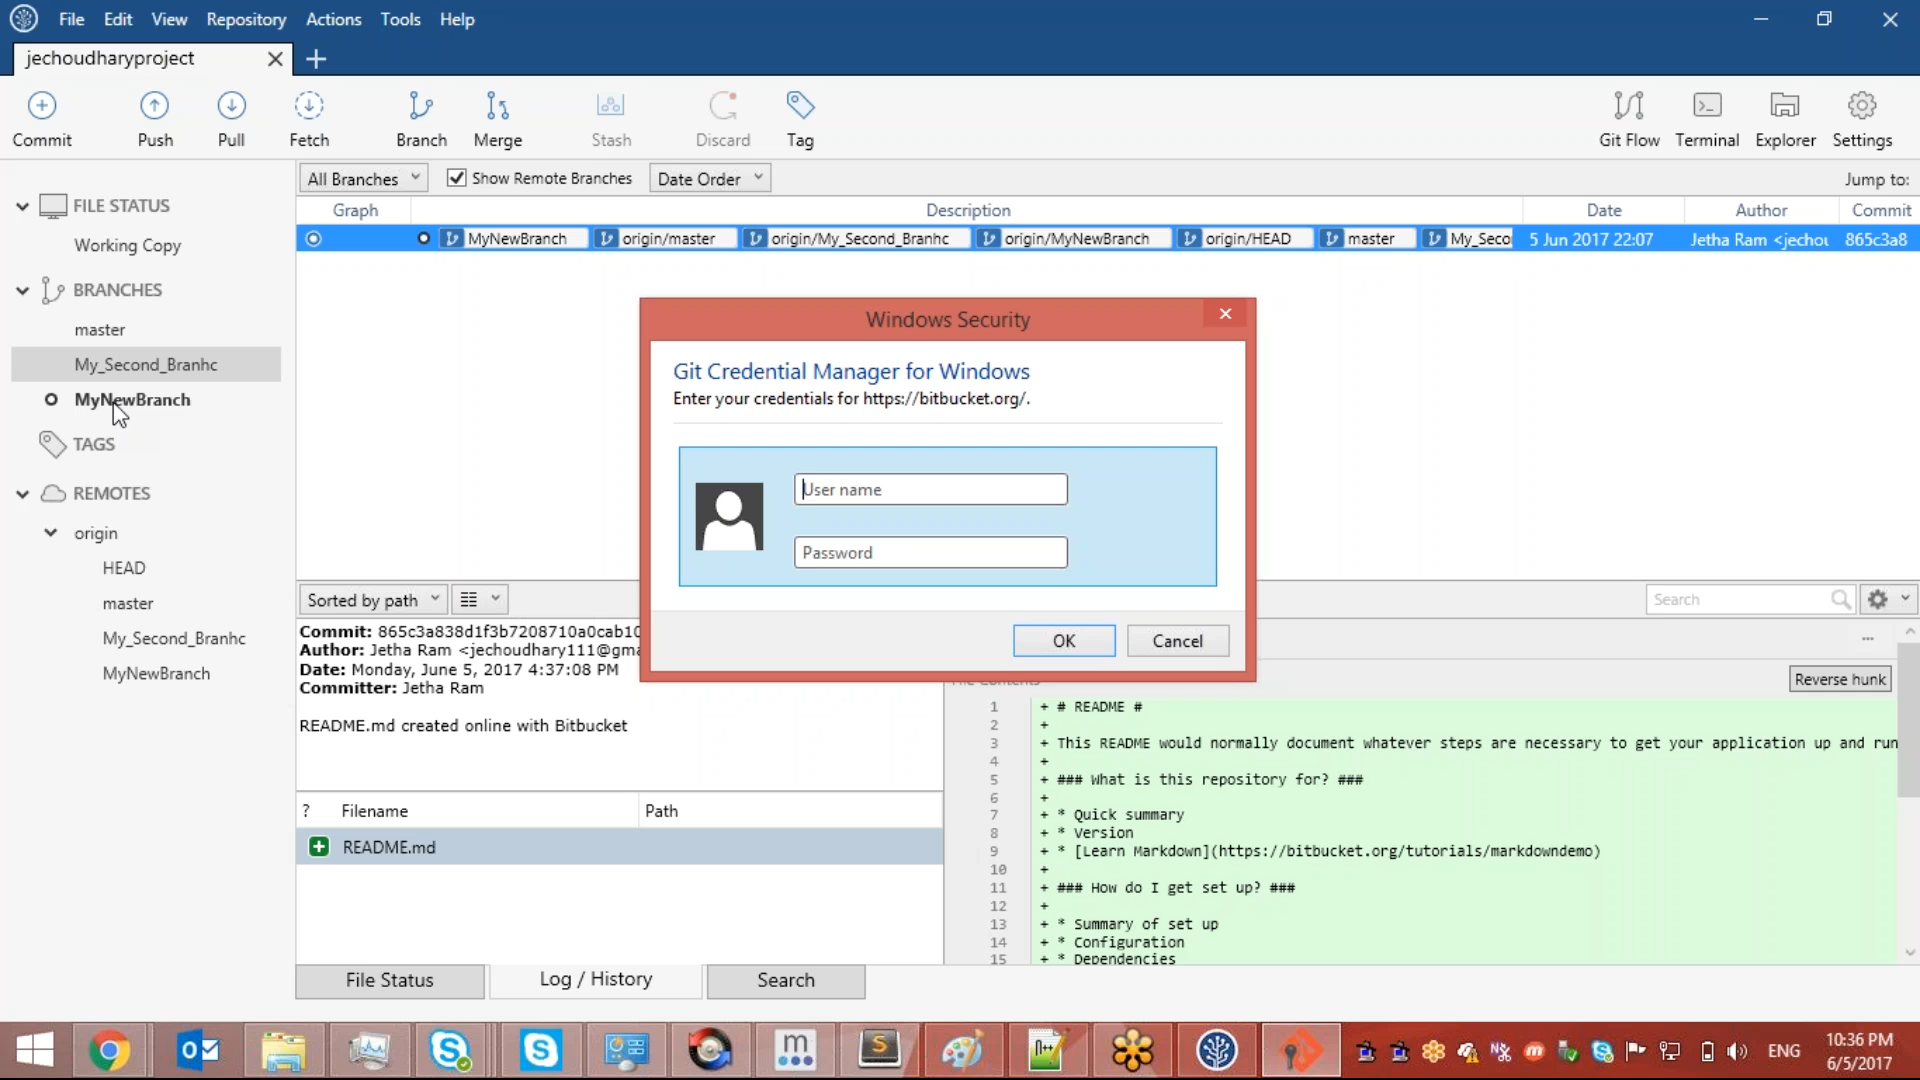 File Edit View Repository Actions Tools Help
jechoudharyproject
Commit Push Pull Fetch Branch Merge Stash Discard Tag Git Flow Terminal Explorer Settings
All Branches Show Remote Branches Date Order Jump to:
Graph Description Date Author Commit
MyNewBranch origin/master origin/My_Second_Branhc origin/MyNewBranch origin/HEAD master My_Seco 5 Jun 2017 22:07 Jetha Ram <jechou 865c3a8
FILE STATUS
Working Copy
BRANCHES
master
My_Second_Branhc
MyNewBranch
TAGS
REMOTES
origin
HEAD
master
My_Second_Branhc
MyNewBranch
Windows Security
Git Credential Manager for Windows
Enter your credentials for https://bitbucket.org/.
User name
Password
OK Cancel
Sorted by path
Search
Commit: 865c3a838d1f3b7208710a0cab10
Author: Jetha Ram <jechoudhary111@gma
Date: Monday, June 5, 2017 4:37:08 PM
Committer: Jetha Ram
README.md created online with Bitbucket
? Filename Path
README.md
Reverse hunk
1 + # README #
2 +
3 + This README would normally document whatever steps are necessary to get your application up and run
4 +
5 + ### What is this repository for? ###
6 +
7 + * Quick summary
8 + * Version
9 + * [Learn Markdown](https://bitbucket.org/tutorials/markdowndemo)
10 +
11 + ### How do I get set up? ###
12 +
13 + * Summary of set up
14 + * Configuration
15 + * Dependencies
File Status Log / History Search
ENG
10:36 PM
6/5/2017